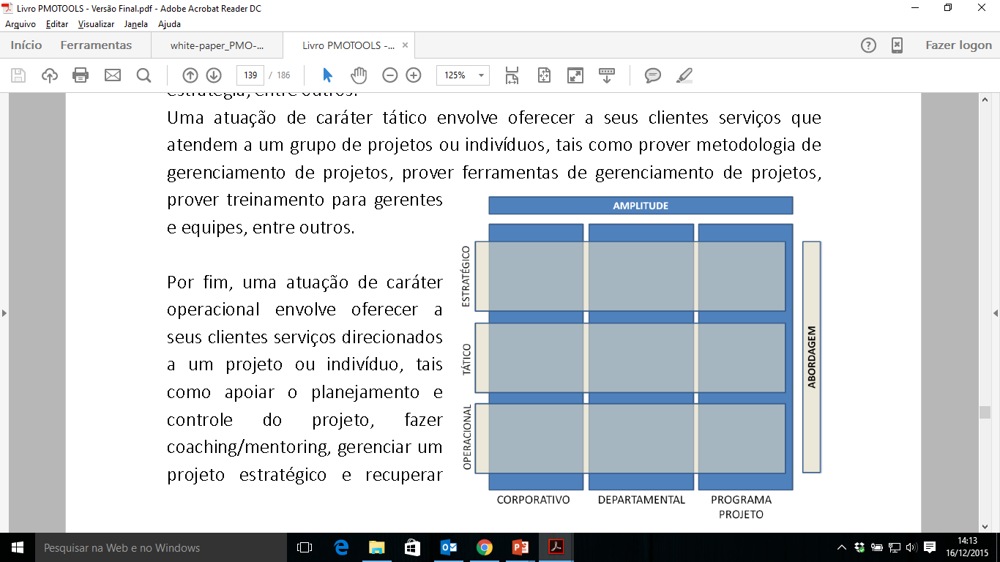 Livro PMOTOOLS - Versão Final.pdf - Adobe Acrobat Reader DC
Arquivo Editar Visualizar Janela Ajuda
Início Ferramentas white-paper_PMO-... Livro PMOTOOLS -... × Fazer logon
139 / 186 125%
estratégia, entre outros.
Uma atuação de caráter tático envolve oferecer a seus clientes serviços que
atendem a um grupo de projetos ou indivíduos, tais como prover metodologia de
gerenciamento de projetos, prover ferramentas de gerenciamento de projetos,
prover treinamento para gerentes
e equipes, entre outros.
Por fim, uma atuação de caráter
operacional envolve oferecer a
seus clientes serviços direcionados
a um projeto ou indivíduo, tais
como apoiar o planejamento e
controle do projeto, fazer
coaching/mentoring, gerenciar um
projeto estratégico e recuperar
AMPLITUDE
ESTRATÉGICO
TÁTICO
OPERACIONAL
ABORDAGEM
CORPORATIVO DEPARTAMENTAL PROGRAMA
PROJETO
Pesquisar na Web e no Windows
14:13
16/12/2015